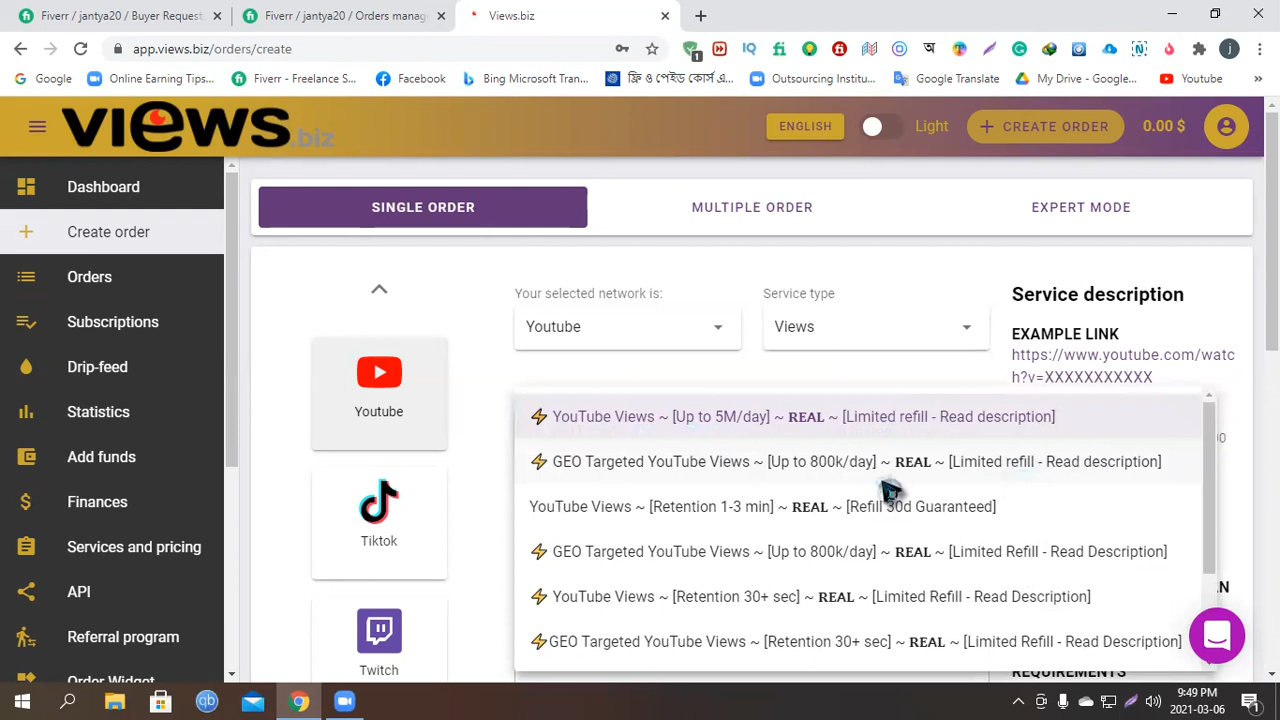 Fiverr / jantya20 / Buyer Request
Fiverr / jantya20 / Orders manag
Views.biz
app.views.biz/orders/create
Google
Online Earning Tips...
Fiverr - Freelance S...
Facebook
Bing Microsoft Tran...
ফ্রি ও পেইড কোর্স এ...
Outsourcing Institu...
Google Translate
My Drive - Google...
Youtube
views.biz
ENGLISH
Light
+ CREATE ORDER
0.00 $
Dashboard
Create order
Orders
Subscriptions
Drip-feed
Statistics
Add funds
Finances
Services and pricing
API
Referral program
Order Widget
SINGLE ORDER
MULTIPLE ORDER
EXPERT MODE
Youtube
Tiktok
Twitch
Your selected network is:
Youtube
Service type
Views
Service description
EXAMPLE LINK
https://www.youtube.com/watc
h?v=XXXXXXXXXXX
⚡ YouTube Views ~ [Up to 5M/day] ~ REAL ~ [Limited refill - Read description]
⚡ GEO Targeted YouTube Views ~ [Up to 800k/day] ~ REAL ~ [Limited refill - Read description]
YouTube Views ~ [Retention 1-3 min] ~ REAL ~ [Refill 30d Guaranteed]
⚡ GEO Targeted YouTube Views ~ [Up to 800k/day] ~ REAL ~ [Limited Refill - Read Description]
⚡ YouTube Views ~ [Retention 30+ sec] ~ REAL ~ [Limited Refill - Read Description]
⚡GEO Targeted YouTube Views ~ [Retention 30+ sec] ~ REAL ~ [Limited Refill - Read Description]
REQUIREMENTS
9:49 PM
2021-03-06